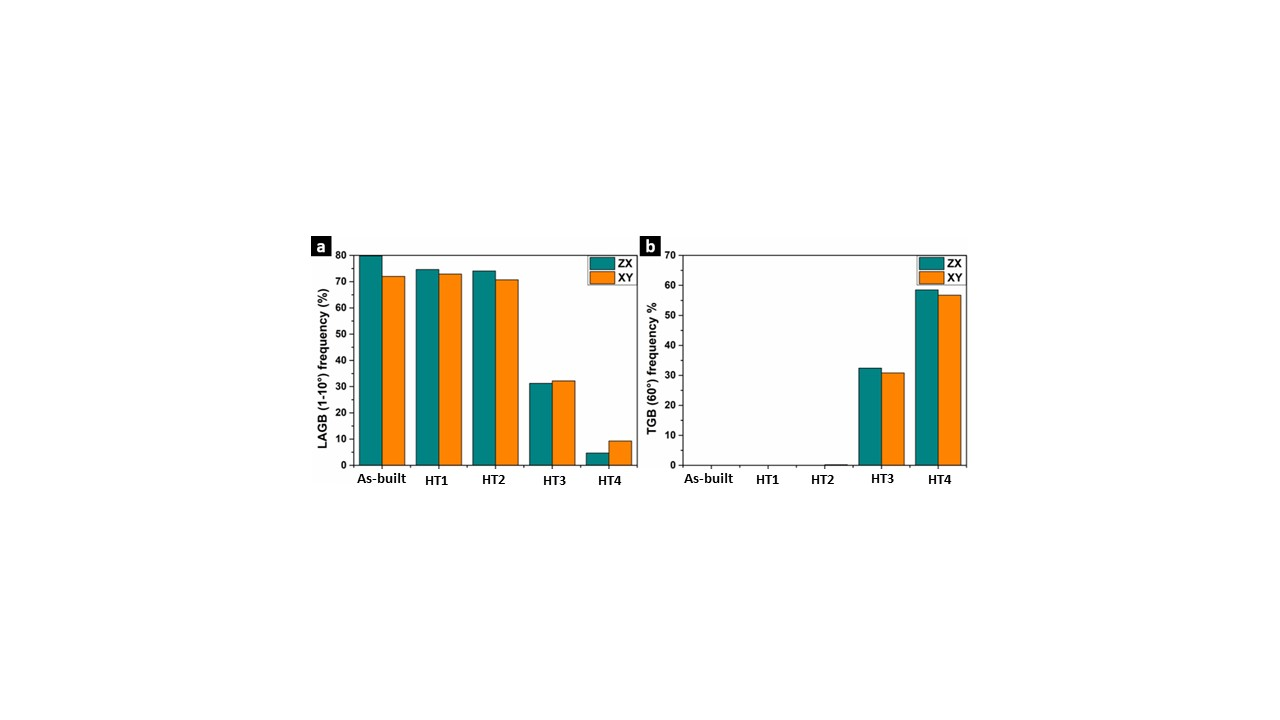 a
LAGB (1-10°) frequency (%)
80
70
60
50
40
30
20
10
0
ZX
XY
As-built HT1 HT2 HT3 HT4
b
TGB (60°) frequency %
70
60
50
40
30
20
10
0
ZX
XY
As-built HT1 HT2 HT3 HT4